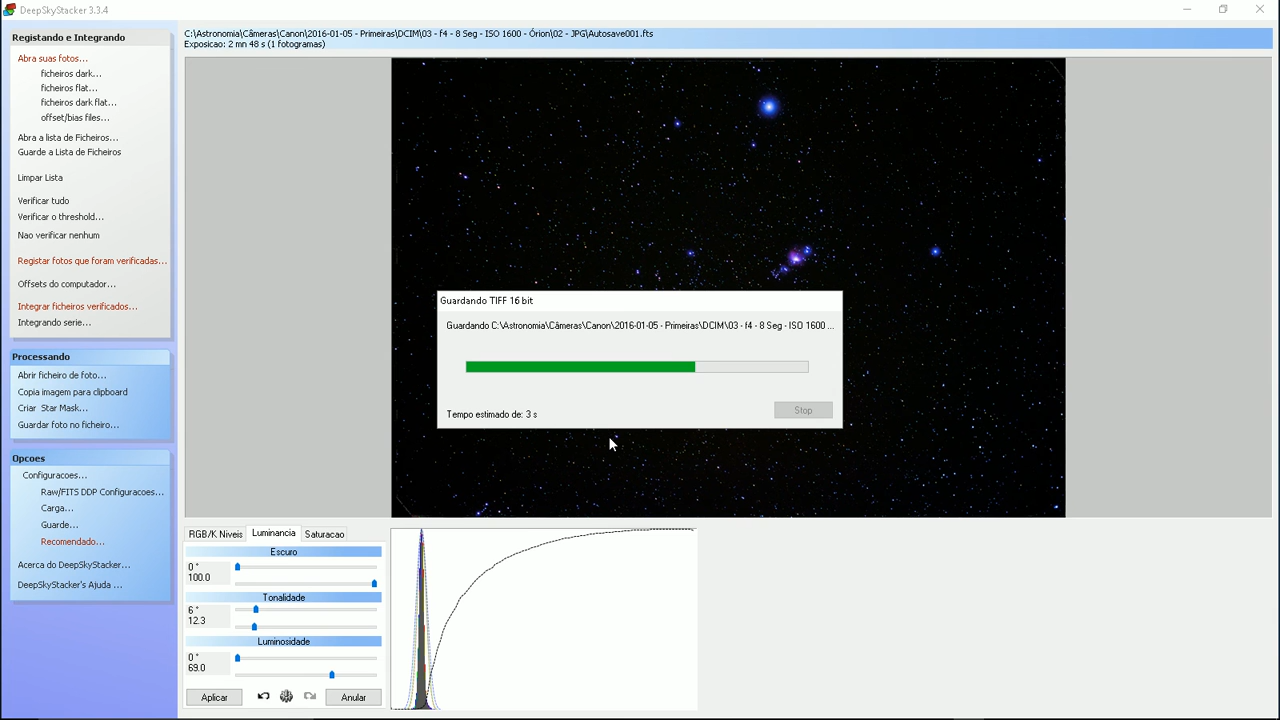 DeepSkyStacker 3.3.4
Registando e Integrando
Abra suas fotos...
ficheiros dark...
ficheiros flat...
ficheiros dark flat...
offset/bias files...
Abra a lista de Ficheiros...
Guarde a Lista de Ficheiros
Limpar Lista
Verificar tudo
Verificar o threshold...
Nao verificar nenhum
Registar fotos que foram verificadas...
Offsets do computador...
Integrar ficheiros verificados...
Integrando serie...
Processando
Abrir ficheiro de foto...
Copia imagem para clipboard
Criar Star Mask...
Guardar foto no ficheiro...
Opcoes
Configuracoes...
Raw/FITS DDP Configuracoes...
Carga...
Guarde...
Recomendado...
Acerca do DeepSkyStacker...
DeepSkyStacker's Ajuda ...
C:\Astronomia\Câmeras\Canon\2016-01-05 - Primeiras\DCIM\03 - f4 - 8 Seg - ISO 1600 - Órion\02 - JPG\Autosave001.fts
Exposicao: 2 mn 48 s (1 fotogramas)
Guardando TIFF 16 bit
Guardando C:\Astronomia\Câmeras\Canon\2016-01-05 - Primeiras\DCIM\03 - f4 - 8 Seg - ISO 1600 ...
Tempo estimado de: 3 s
Stop
RGB/K Niveis Luminancia Saturacao
Escuro
0 °
100.0
Tonalidade
6 °
12.3
Luminosidade
0 °
69.0
Aplicar Anular